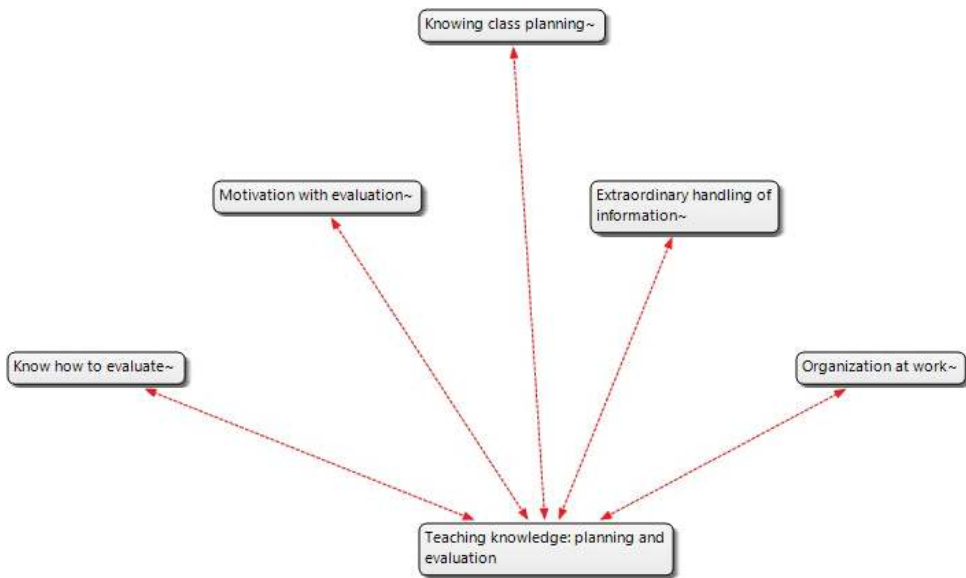 Knowing class planning~
Motivation with evaluation~
Extraordinary handling of
information~
Know how to evaluate~
Organization at work~
Teaching knowledge: planning and
evaluation